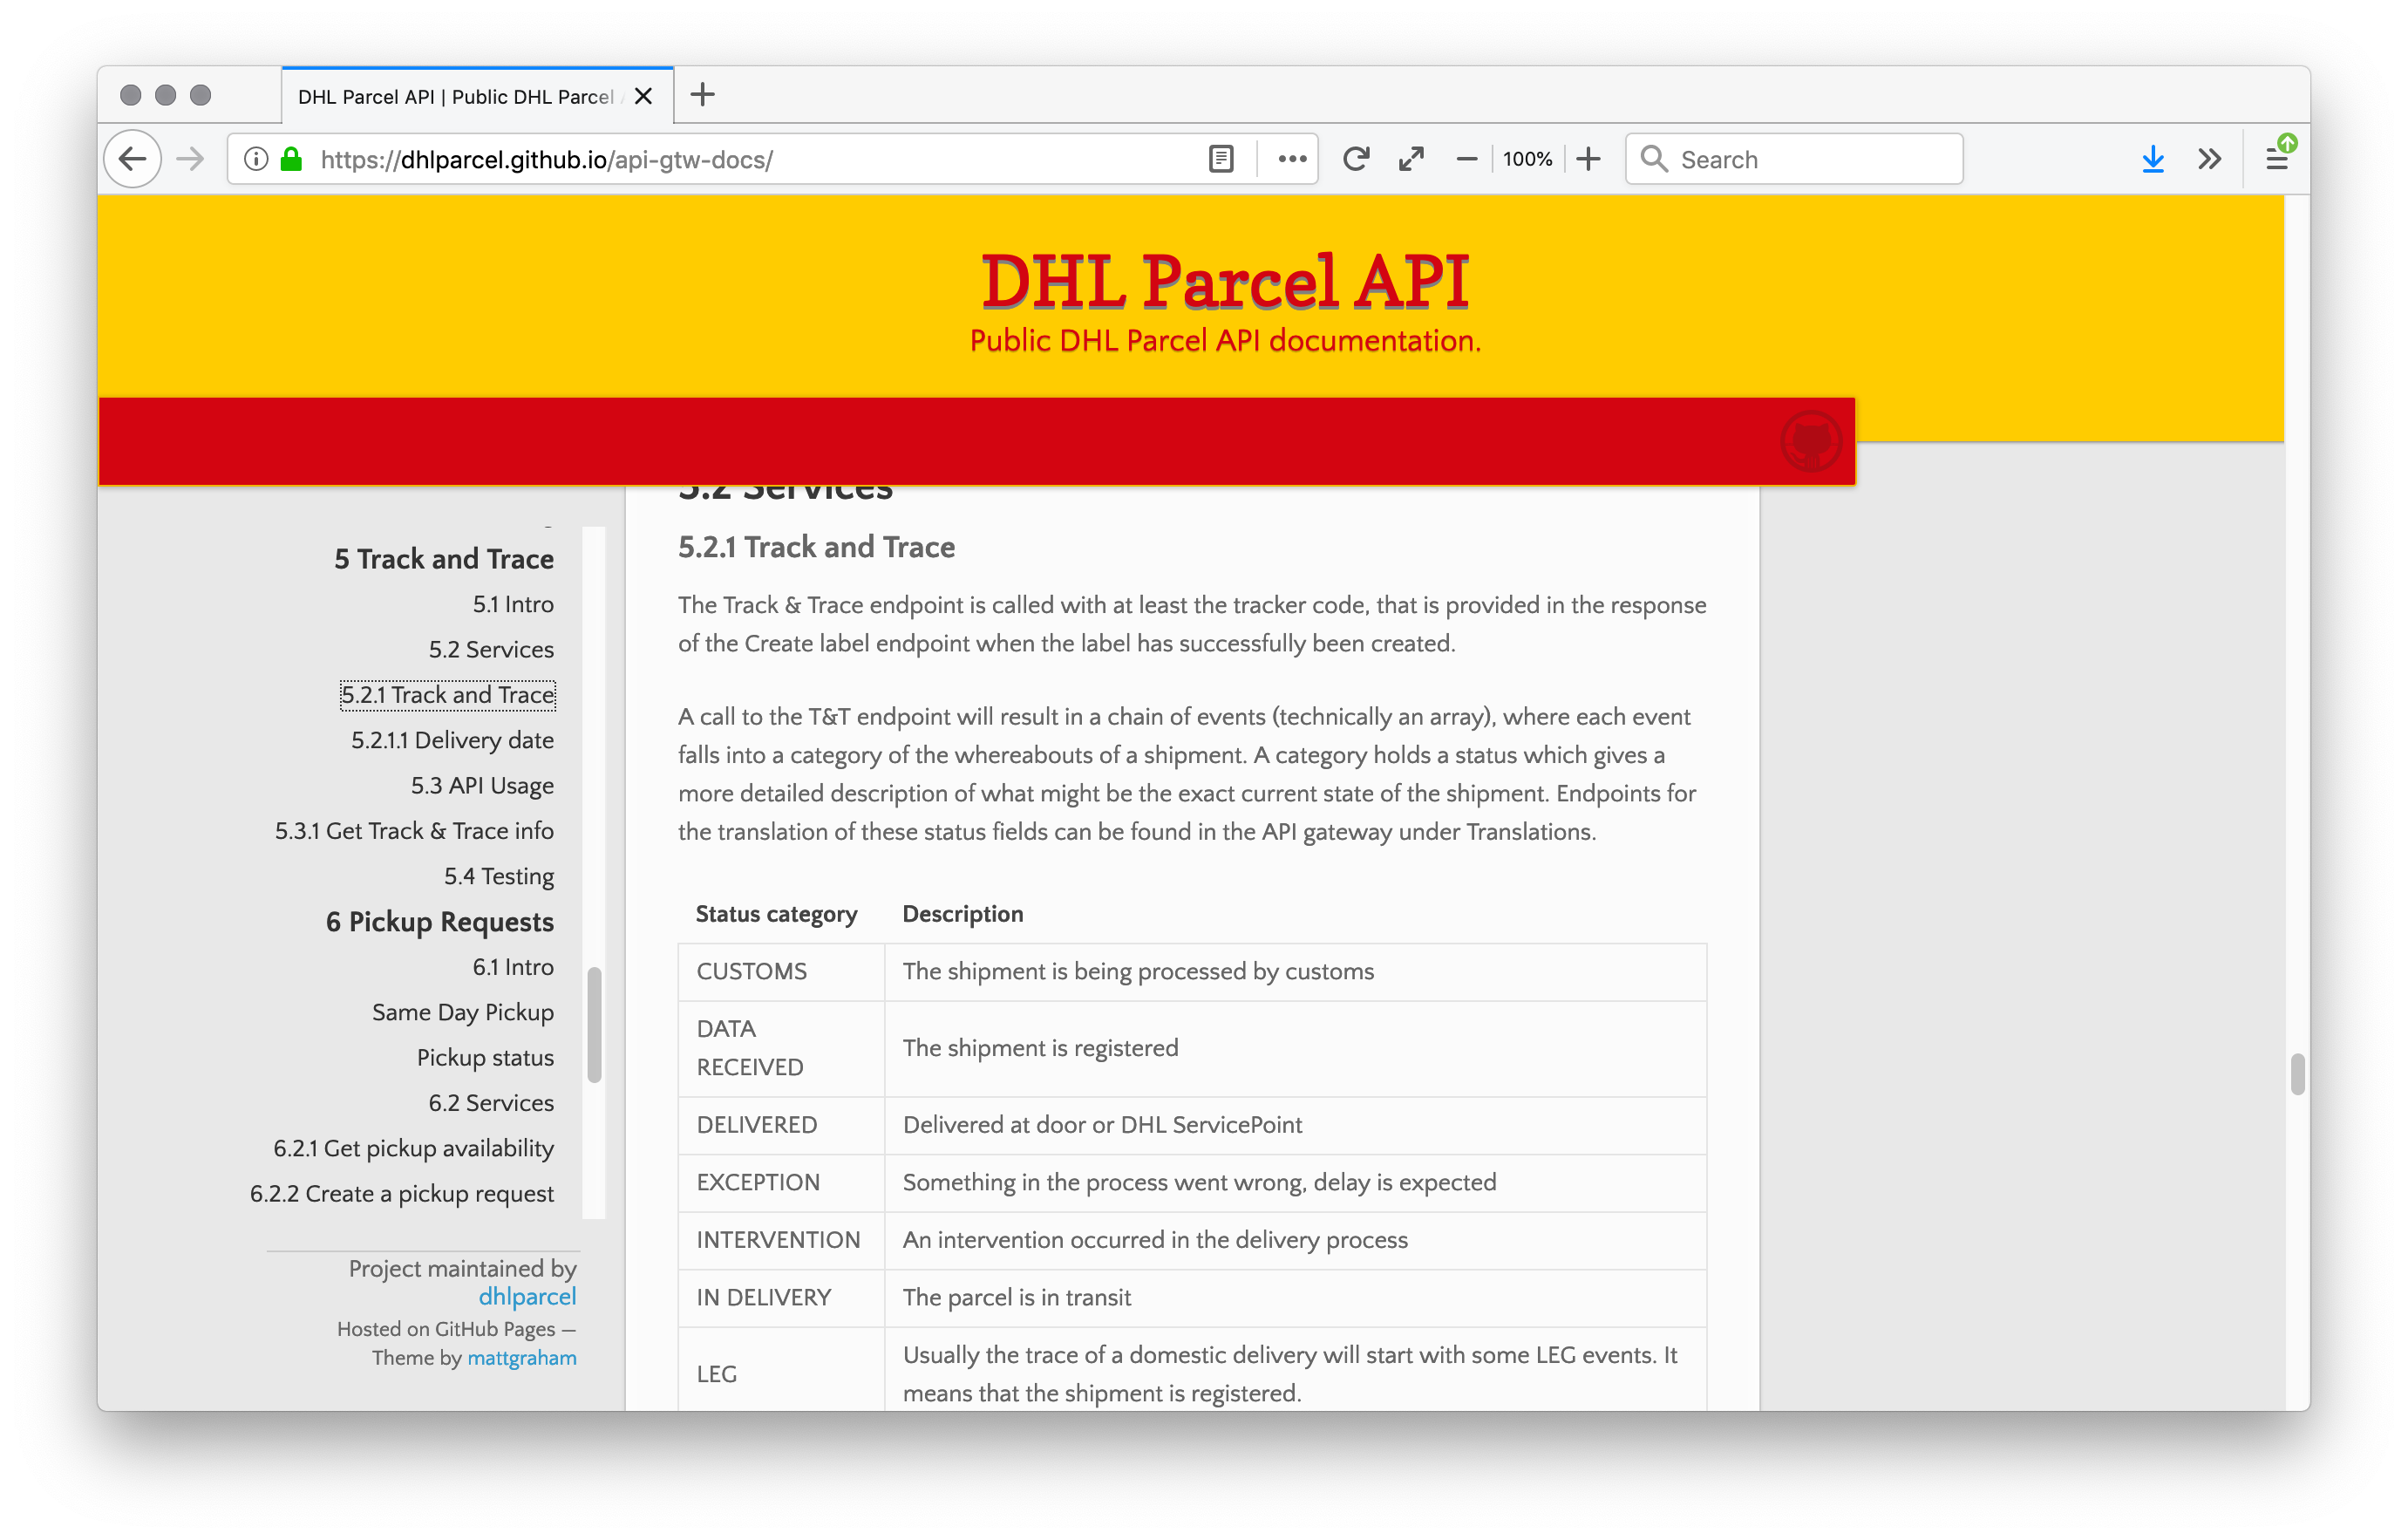 DHL Parcel API | Public DHL Parcel
https://dhlparcel.github.io/api-gtw-docs/
100%
Search
DHL Parcel API
Public DHL Parcel API documentation.
5 Track and Trace
5.1 Intro
5.2 Services
5.2.1 Track and Trace
5.2.1.1 Delivery date
5.3 API Usage
5.3.1 Get Track & Trace info
5.4 Testing
6 Pickup Requests
6.1 Intro
Same Day Pickup
Pickup status
6.2 Services
6.2.1 Get pickup availability
6.2.2 Create a pickup request
Project maintained by
dhlparcel
Hosted on GitHub Pages —
Theme by mattgraham
5.2 Services
5.2.1 Track and Trace
The Track & Trace endpoint is called with at least the tracker code, that is provided in the response
of the Create label endpoint when the label has successfully been created.
A call to the T&T endpoint will result in a chain of events (technically an array), where each event
falls into a category of the whereabouts of a shipment. A category holds a status which gives a
more detailed description of what might be the exact current state of the shipment. Endpoints for
the translation of these status fields can be found in the API gateway under Translations.
Status category Description
CUSTOMS The shipment is being processed by customs
DATA
RECEIVED
The shipment is registered
DELIVERED Delivered at door or DHL ServicePoint
EXCEPTION Something in the process went wrong, delay is expected
INTERVENTION An intervention occurred in the delivery process
IN DELIVERY The parcel is in transit
LEG
Usually the trace of a domestic delivery will start with some LEG events. It
means that the shipment is registered.